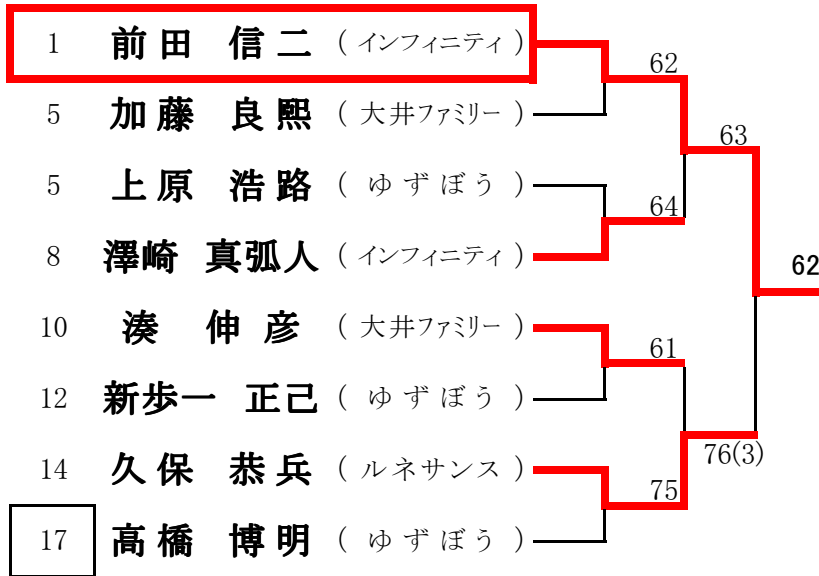 1 前田 信二 ( インフィニティ )
62
5 加藤 良熙 ( 大井ファミリー )
63
5 上原 浩路 ( ゆずぼう )
64
8 澤崎 真弧人 ( インフィニティ )
62
10 湊 伸彦 ( 大井ファミリー )
61
12 新歩一 正己 ( ゆずぼう )
76(3)
14 久保 恭兵 ( ルネサンス )
75
17 高橋 博明 ( ゆずぼう )